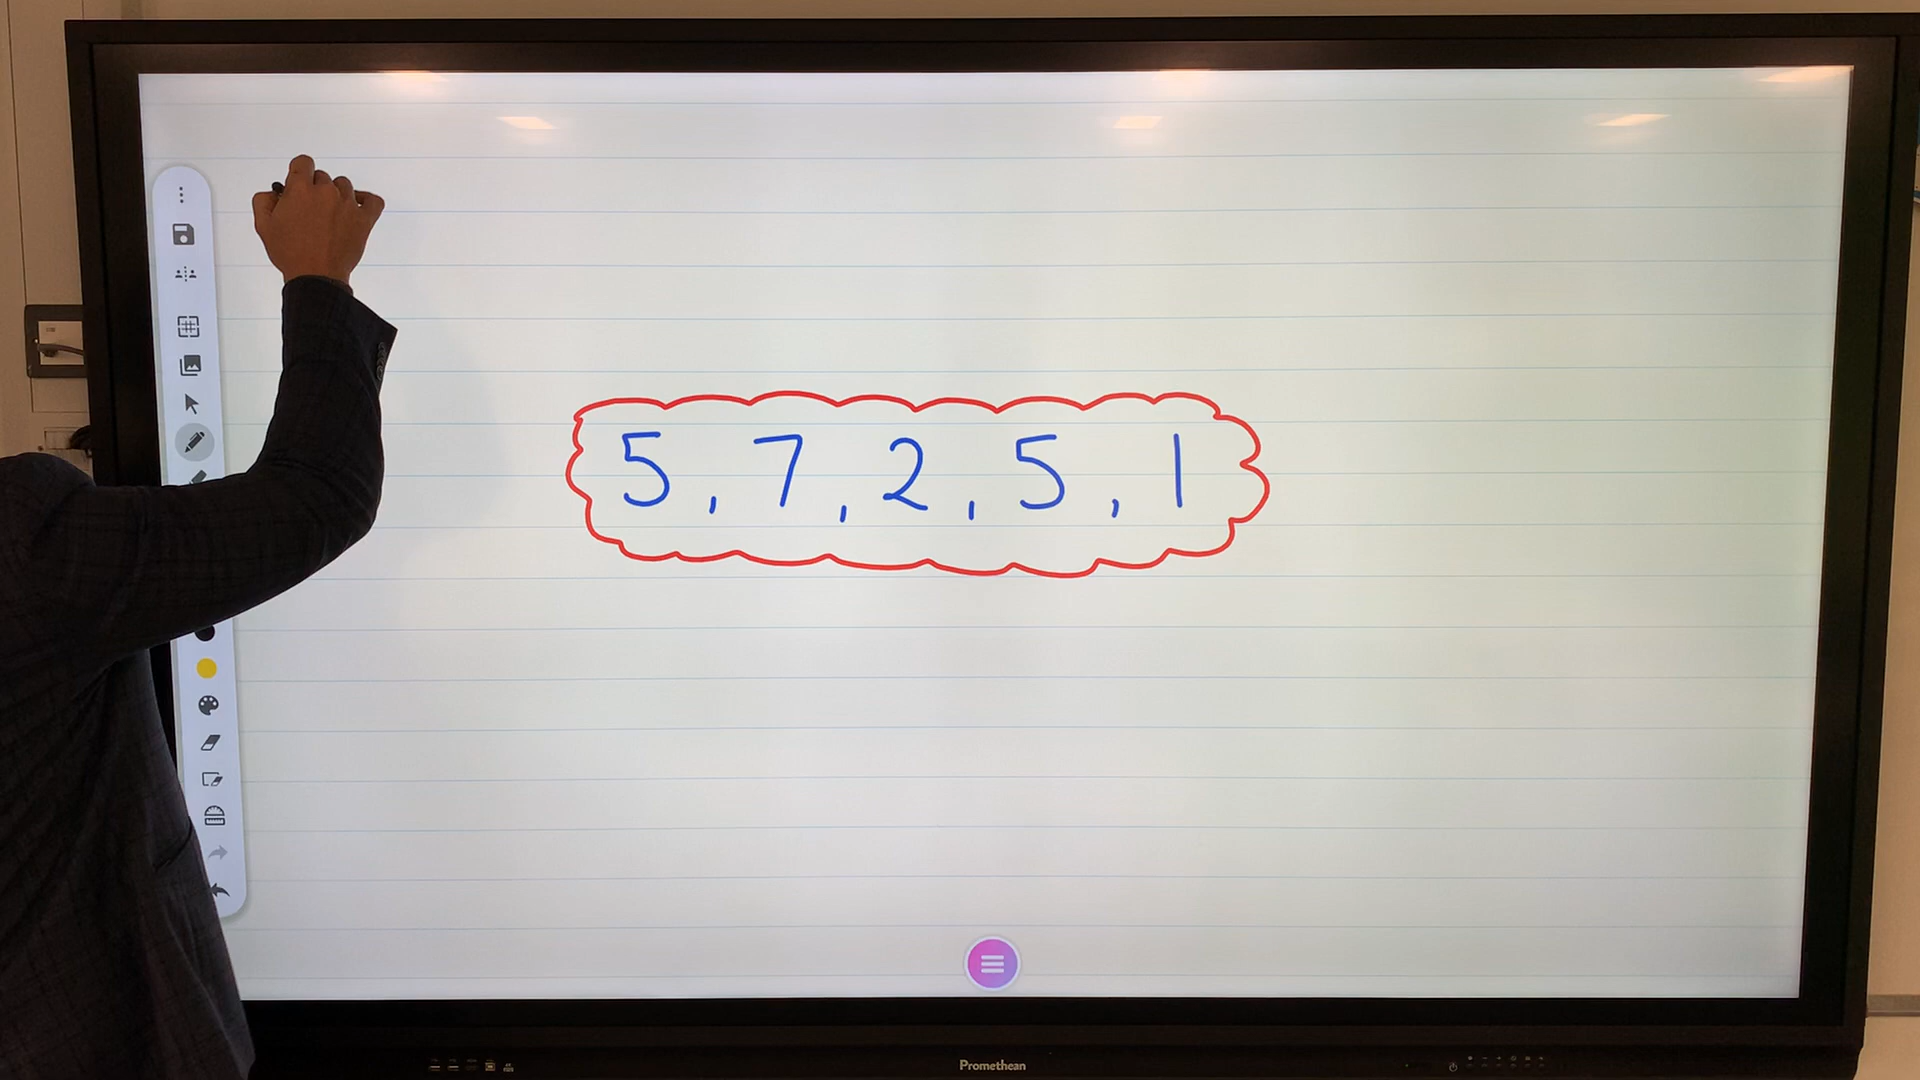 5, 7, 2, 5, 1
Promethean